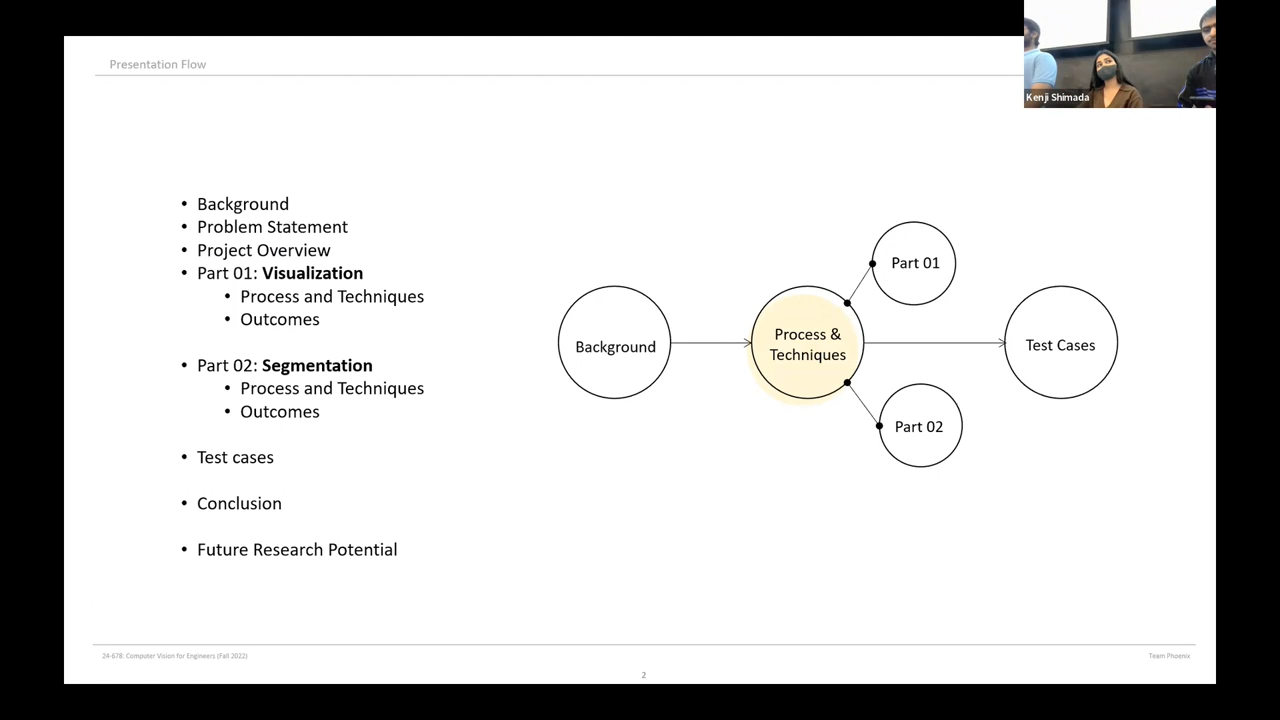 Presentation Flow
Kenji Shimada
• Background
• Problem Statement
• Project Overview
• Part 01: Visualization
• Process and Techniques
• Outcomes
• Part 02: Segmentation
• Process and Techniques
• Outcomes
• Test cases
• Conclusion
• Future Research Potential
Background
Process &
Techniques
Part 01
Part 02
Test Cases
24-678: Computer Vision for Engineers (Fall 2022)
Team Phoenix
2